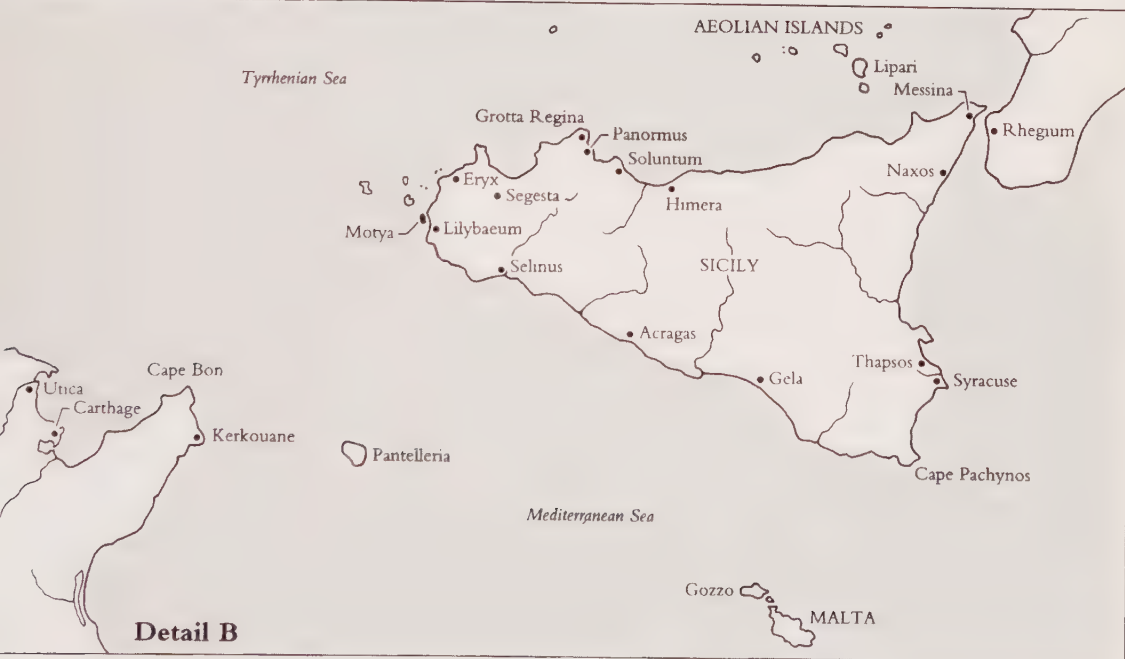 AEOLIAN ISLANDS
Tyrrhenian Sea
Lipari
Messina
Grotta Regina
Panormus
Rhegium
Soluntum
Eryx
Segesta
Naxos
Himera
Motya
Lilybaeum
Selinus
SICILY
Acragas
Thapsos
Syracuse
Gela
Cape Bon
Utica
Carthage
Kerkouane
Pantelleria
Cape Pachynos
Mediterranean Sea
Gozzo
MALTA
Detail B